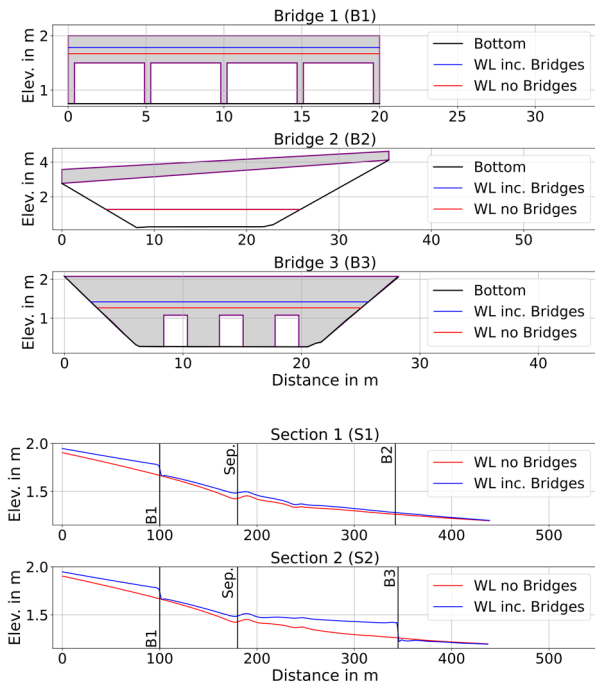 Bridge 1 (B1)
Elev. in m
2
1
0 5 10 15 20 25 30
Bottom
WL inc. Bridges
WL no Bridges
Bridge 2 (B2)
Elev. in m
4
2
0 10 20 30 40 50
Bottom
WL inc. Bridges
WL no Bridges
Bridge 3 (B3)
Elev. in m
2
1
0 10 20 30 40
Bottom
WL inc. Bridges
WL no Bridges
Distance in m
Section 1 (S1)
Elev. in m
2.0
1.5
B1
Sep.
B2
0 100 200 300 400 500
WL no Bridges
WL inc. Bridges
Section 2 (S2)
Elev. in m
2.0
1.5
B1
Sep.
B3
0 100 200 300 400 500
WL no Bridges
WL inc. Bridges
Distance in m